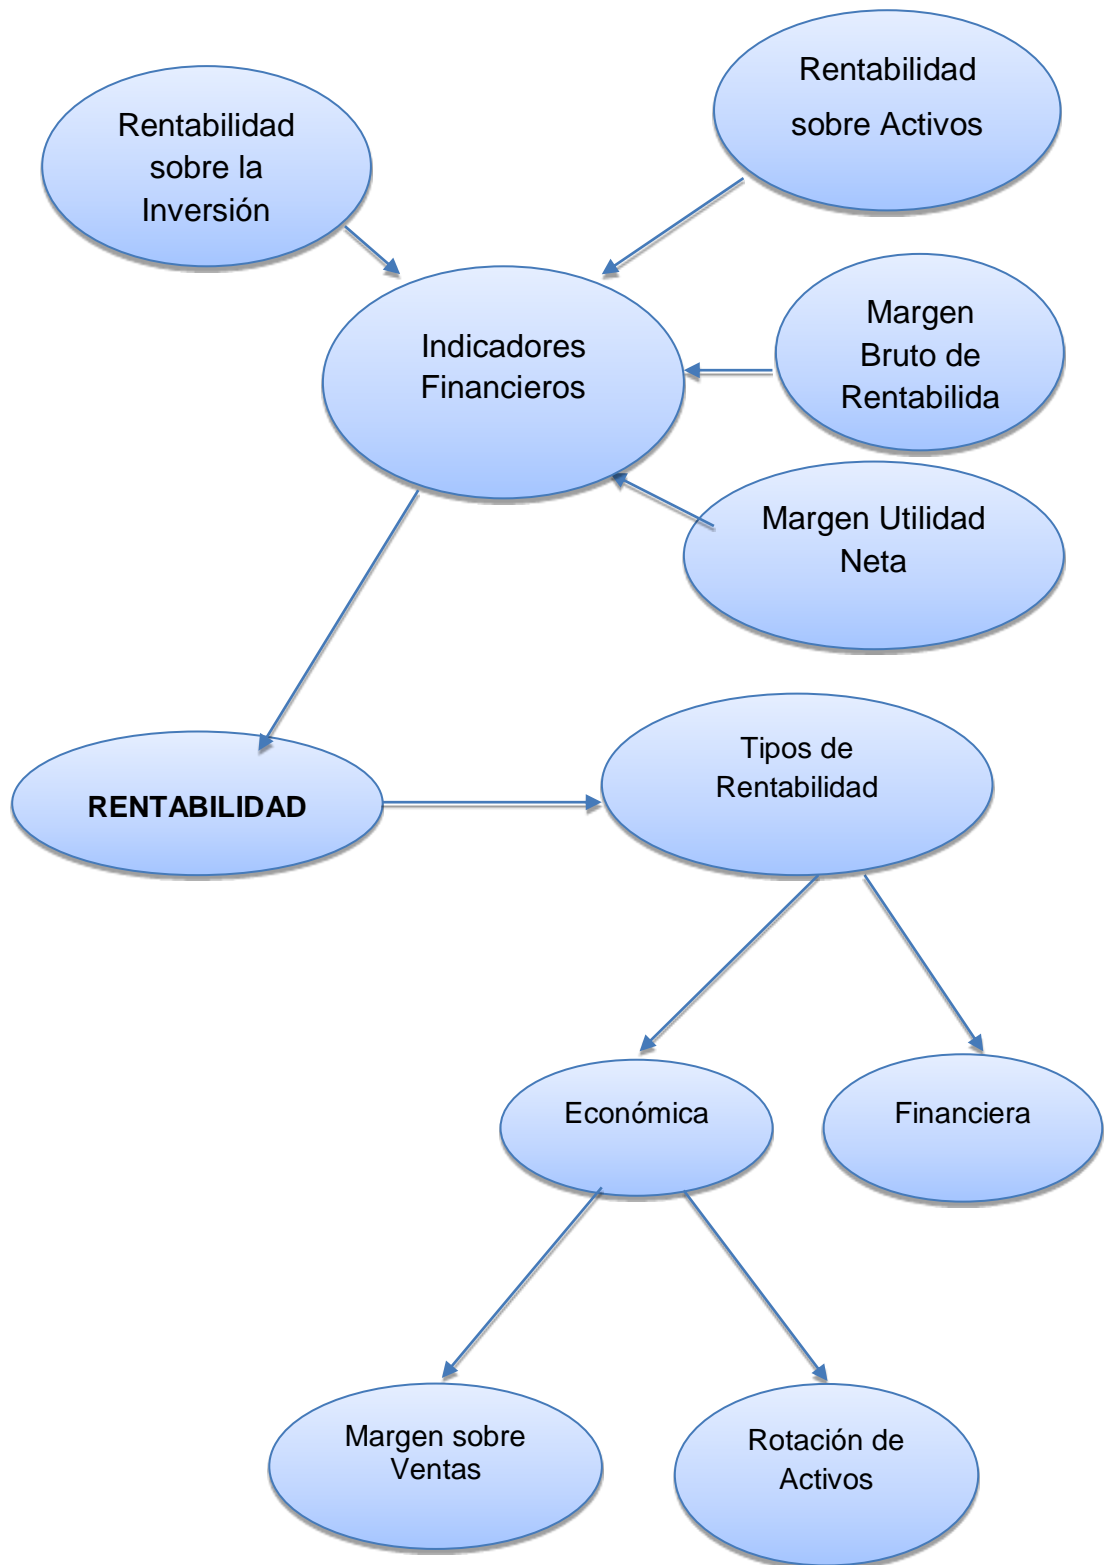 Rentabilidad
sobre la
Inversión
Rentabilidad
sobre Activos
Indicadores
Financieros
Margen
Bruto de
Rentabilida
Margen Utilidad
Neta
RENTABILIDAD
Tipos de
Rentabilidad
Económica
Financiera
Margen sobre
Ventas
Rotación de
Activos